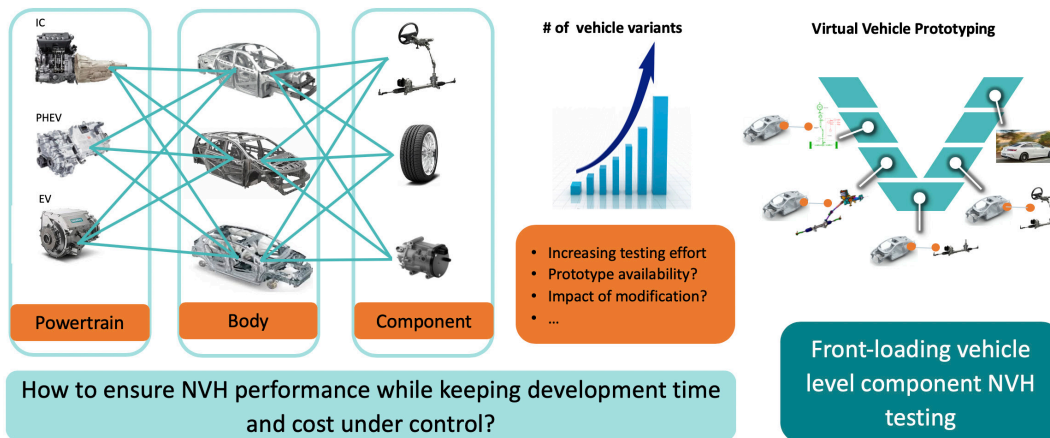 IC
PHEV
EV
Powertrain
Body
Component
# of vehicle variants
• Increasing testing effort
• Prototype availability?
• Impact of modification?
• ...
Virtual Vehicle Prototyping
How to ensure NVH performance while keeping development time
and cost under control?
Front-loading vehicle
level component NVH
testing